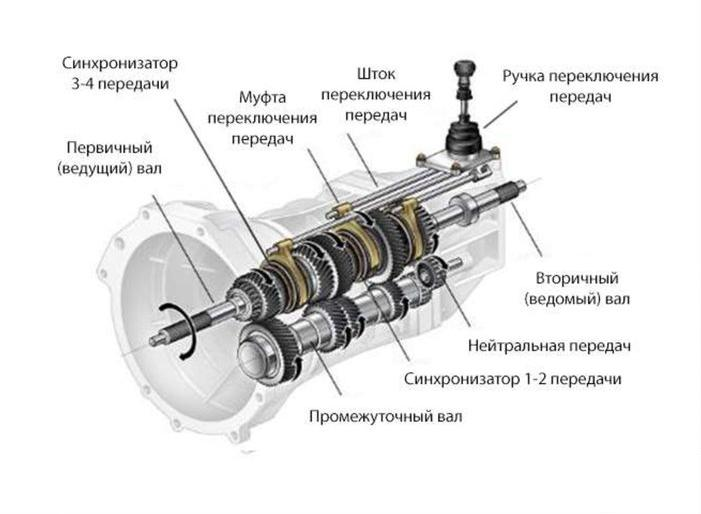 Синхронизатор
3-4 передачи
Муфта
переключения
передач
Шток
переключения
передач
Ручка переключения
передач
Первичный
(ведущий) вал
Вторичный
(ведомый) вал
Нейтральная передач
Синхронизатор 1-2 передачи
Промежуточный вал